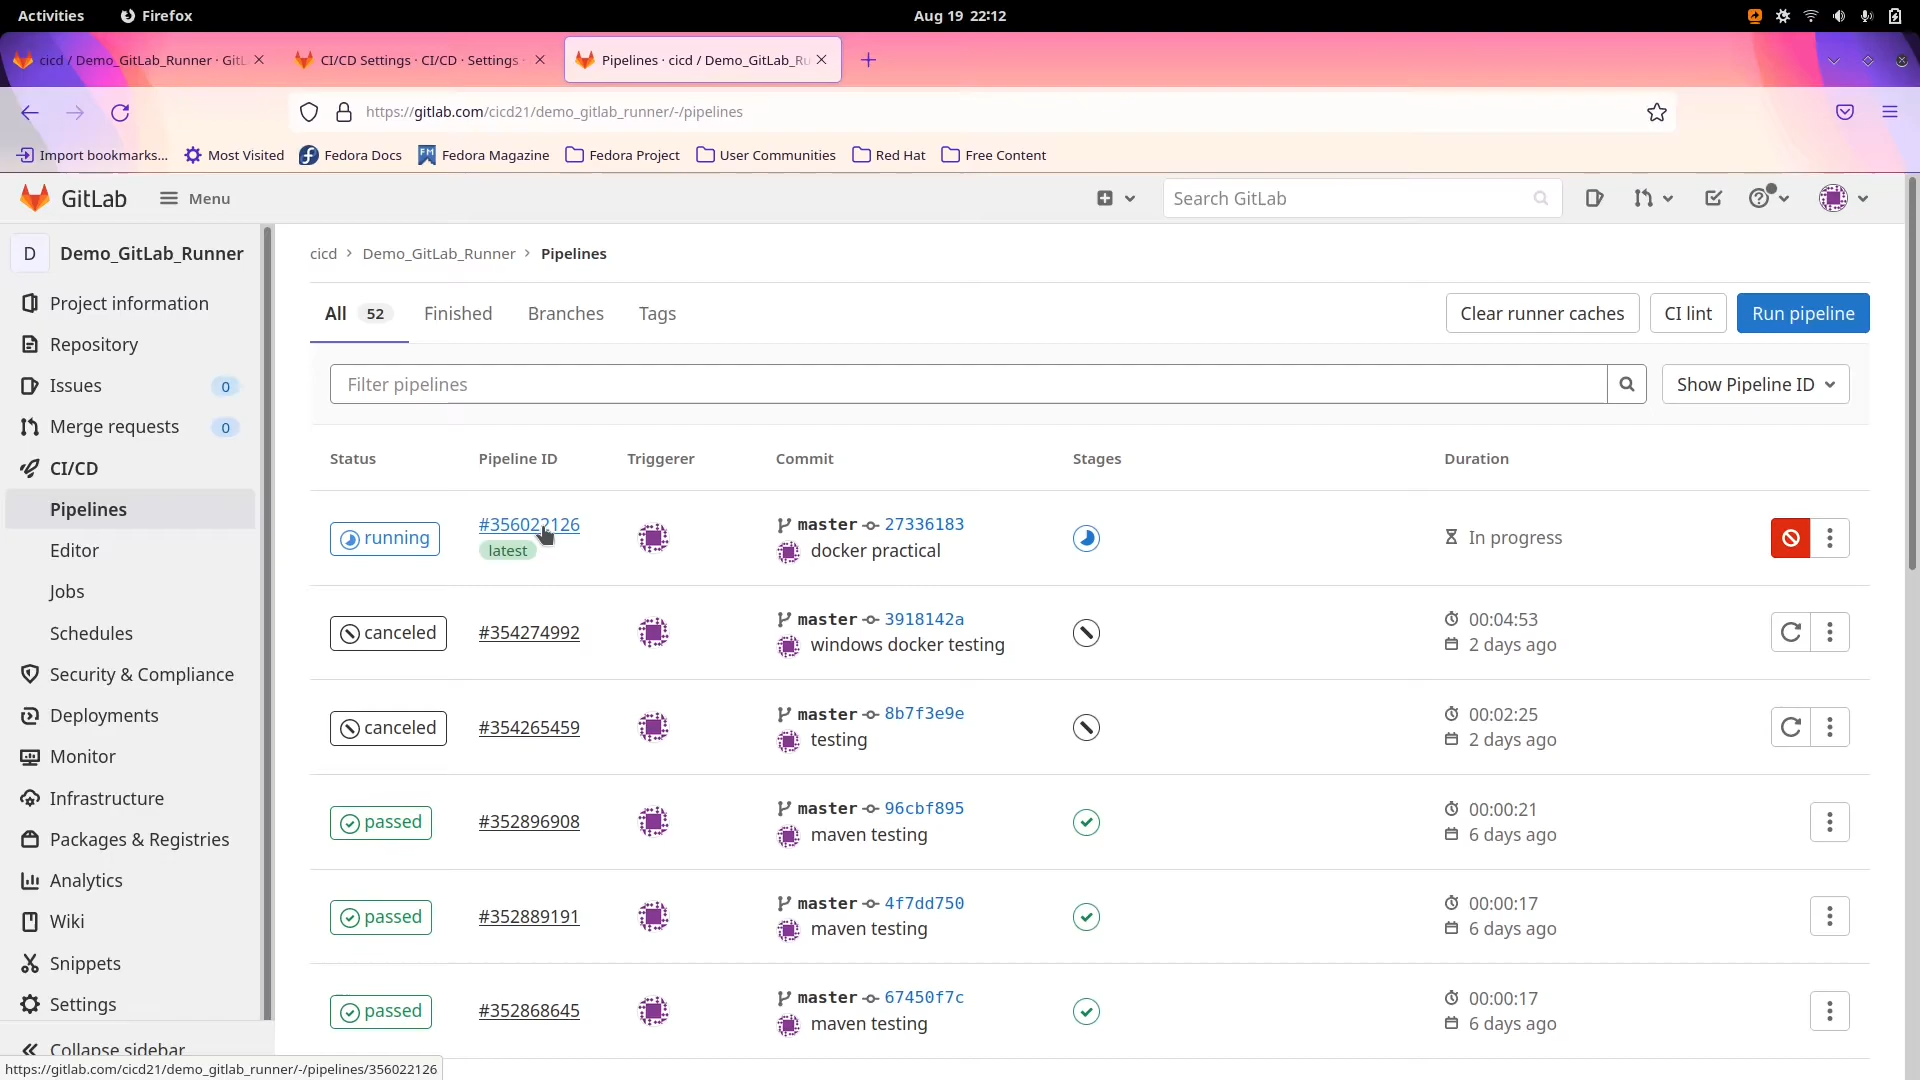 Activities
Firefox
Aug 19 22:12
cicd / Demo_GitLab_Runner · GitL
CI/CD Settings · CI/CD · Settings ·
Pipelines · cicd / Demo_GitLab_Ru
https://gitlab.com/cicd21/demo_gitlab_runner/-/pipelines
Import bookmarks...
Most Visited
Fedora Docs
Fedora Magazine
Fedora Project
User Communities
Red Hat
Free Content
GitLab
Menu
Search GitLab
D
Demo_GitLab_Runner
Project information
Repository
Issues 0
Merge requests 0
CI/CD
Pipelines
Editor
Jobs
Schedules
Security & Compliance
Deployments
Monitor
Infrastructure
Packages & Registries
Analytics
Wiki
Snippets
Settings
Collapse sidebar
cicd › Demo_GitLab_Runner › Pipelines
All 52
Finished
Branches
Tags
Clear runner caches
CI lint
Run pipeline
Filter pipelines
Show Pipeline ID
Status Pipeline ID Triggerer Commit Stages Duration
running #356022126 master 27336183 In progress
latest docker practical
canceled #354274992 master 3918142a 00:04:53
windows docker testing 2 days ago
canceled #354265459 master 8b7f3e9e 00:02:25
testing 2 days ago
passed #352896908 master 96cbf895 00:00:21
maven testing 6 days ago
passed #352889191 master 4f7dd750 00:00:17
maven testing 6 days ago
passed #352868645 master 67450f7c 00:00:17
maven testing 6 days ago
https://gitlab.com/cicd21/demo_gitlab_runner/-/pipelines/356022126